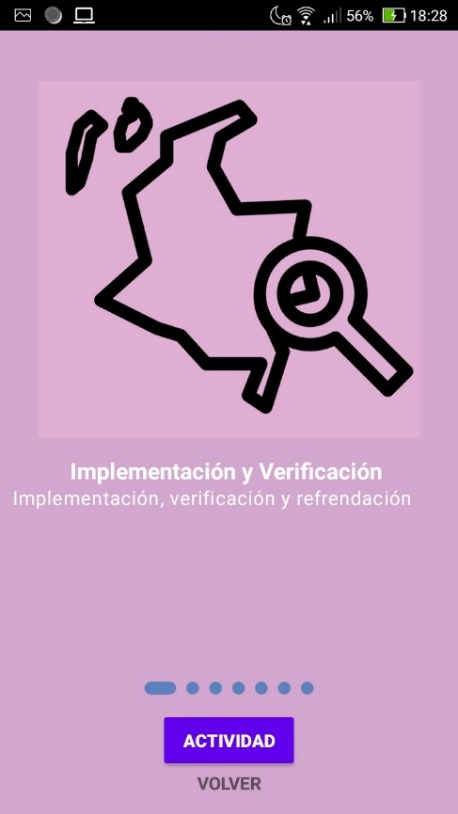 56% 18:28
Implementación y Verificación
Implementación, verificación y refrendación
ACTIVIDAD
VOLVER